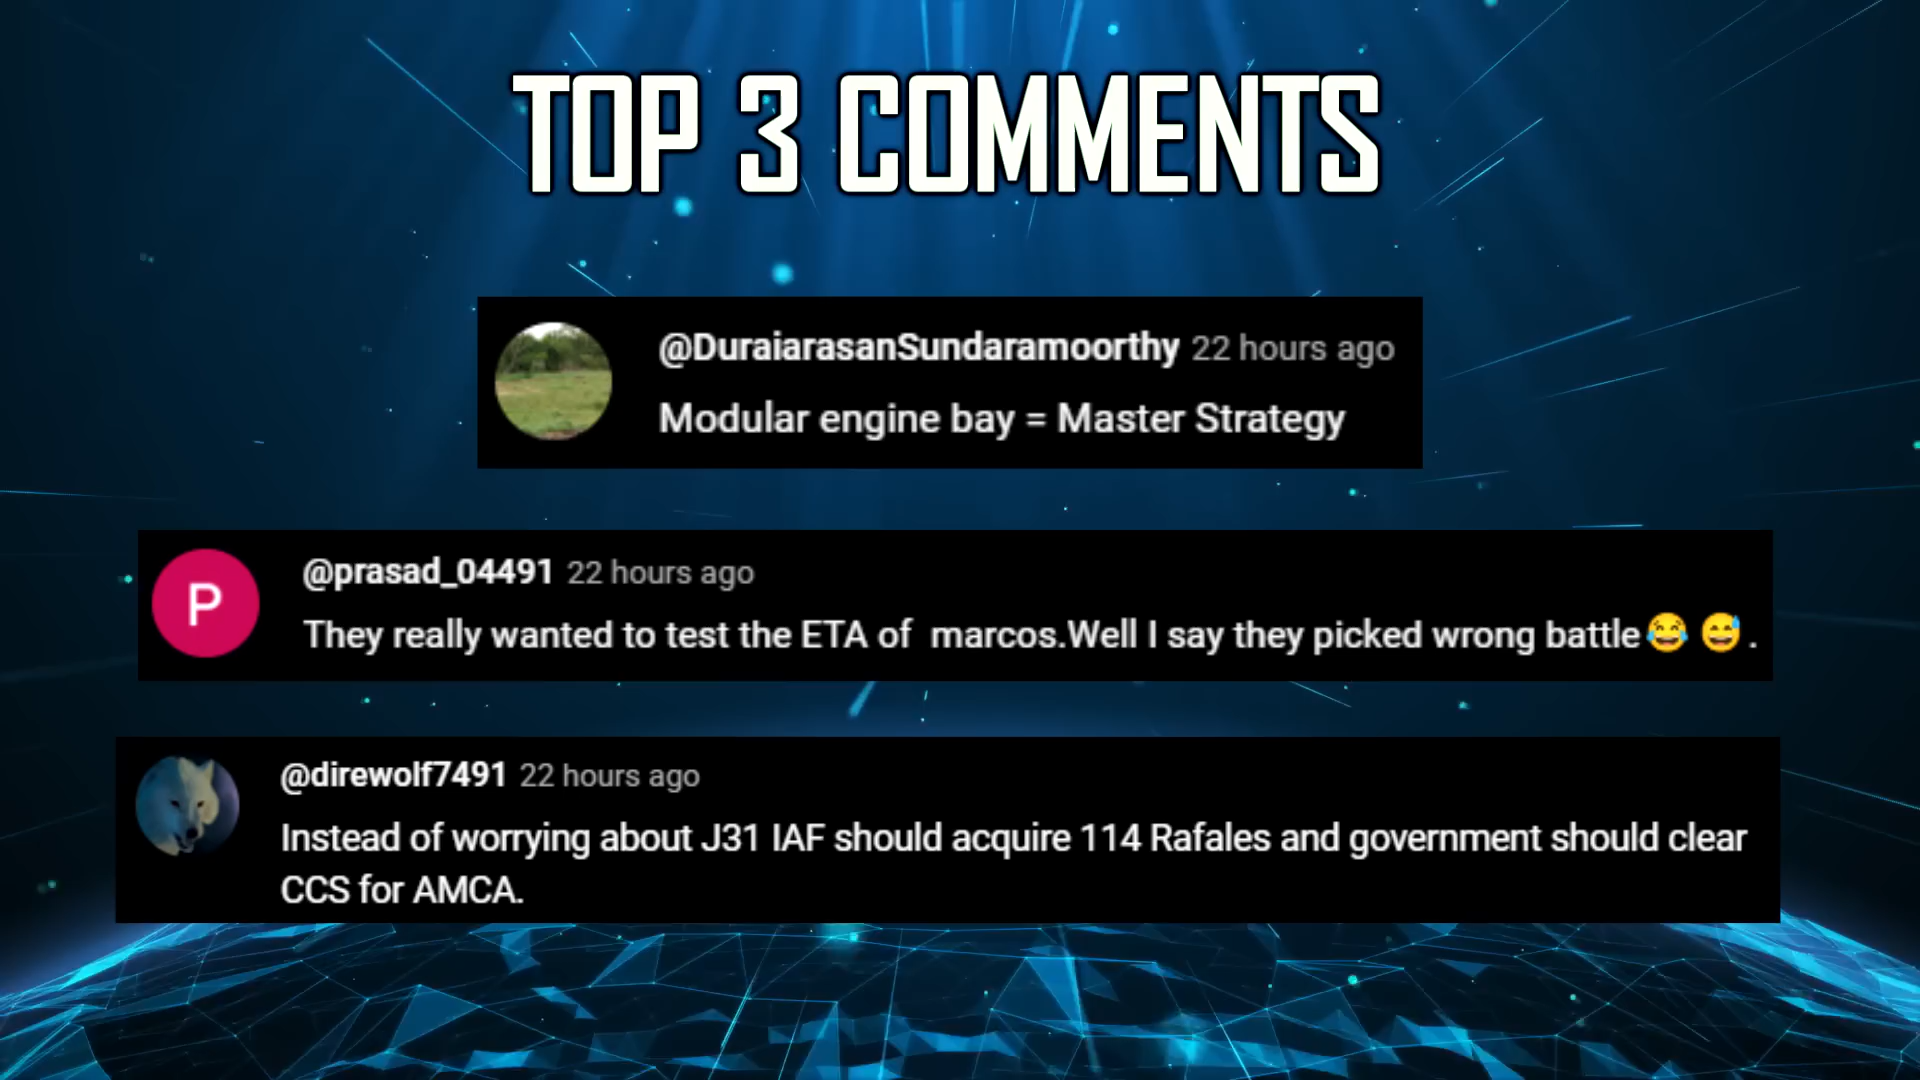 TOP 3 COMMENTS
@DuraiarasanSundaramoorthy 22 hours ago
Modular engine bay = Master Strategy
P
@prasad_04491 22 hours ago
They really wanted to test the ETA of  marcos.Well I say they picked wrong battle😂 😅 .
@direwolf7491 22 hours ago
Instead of worrying about J31 IAF should acquire 114 Rafales and government should clear
CCS for AMCA.